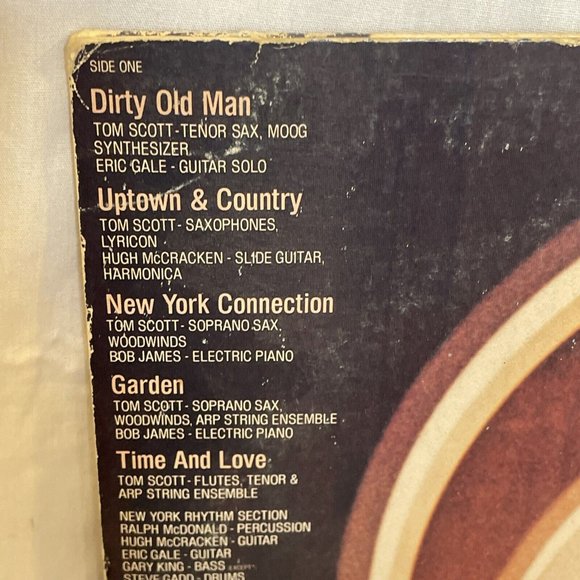 SIDE ONE
Dirty Old Man
TOM SCOTT-TENOR SAX, MOOG
SYNTHESIZER
ERIC GALE - GUITAR SOLO
Uptown & Country
TOM SCOTT - SAXOPHONES,
LYRICON
HUGH McCRACKEN - SLIDE GUITAR,
HARMONICA
New York Connection
TOM SCOTT - SOPRANO SAX,
WOODWINDS
BOB JAMES - ELECTRIC PIANO
Garden
TOM SCOTT - SOPRANO SAX,
WOODWINDS, ARP STRING ENSEMBLE
BOB JAMES - ELECTRIC PIANO
Time And Love
TOM SCOTT- FLUTES, TENOR &
ARP STRING ENSEMBLE
NEW YORK RHYTHM SECTION
RALPH McDONALD - PERCUSSION
HUGH McCRACKEN - GUITAR
ERIC GALE - GUITAR
GARY KING - BASS
STEVE GADD - DRUMS